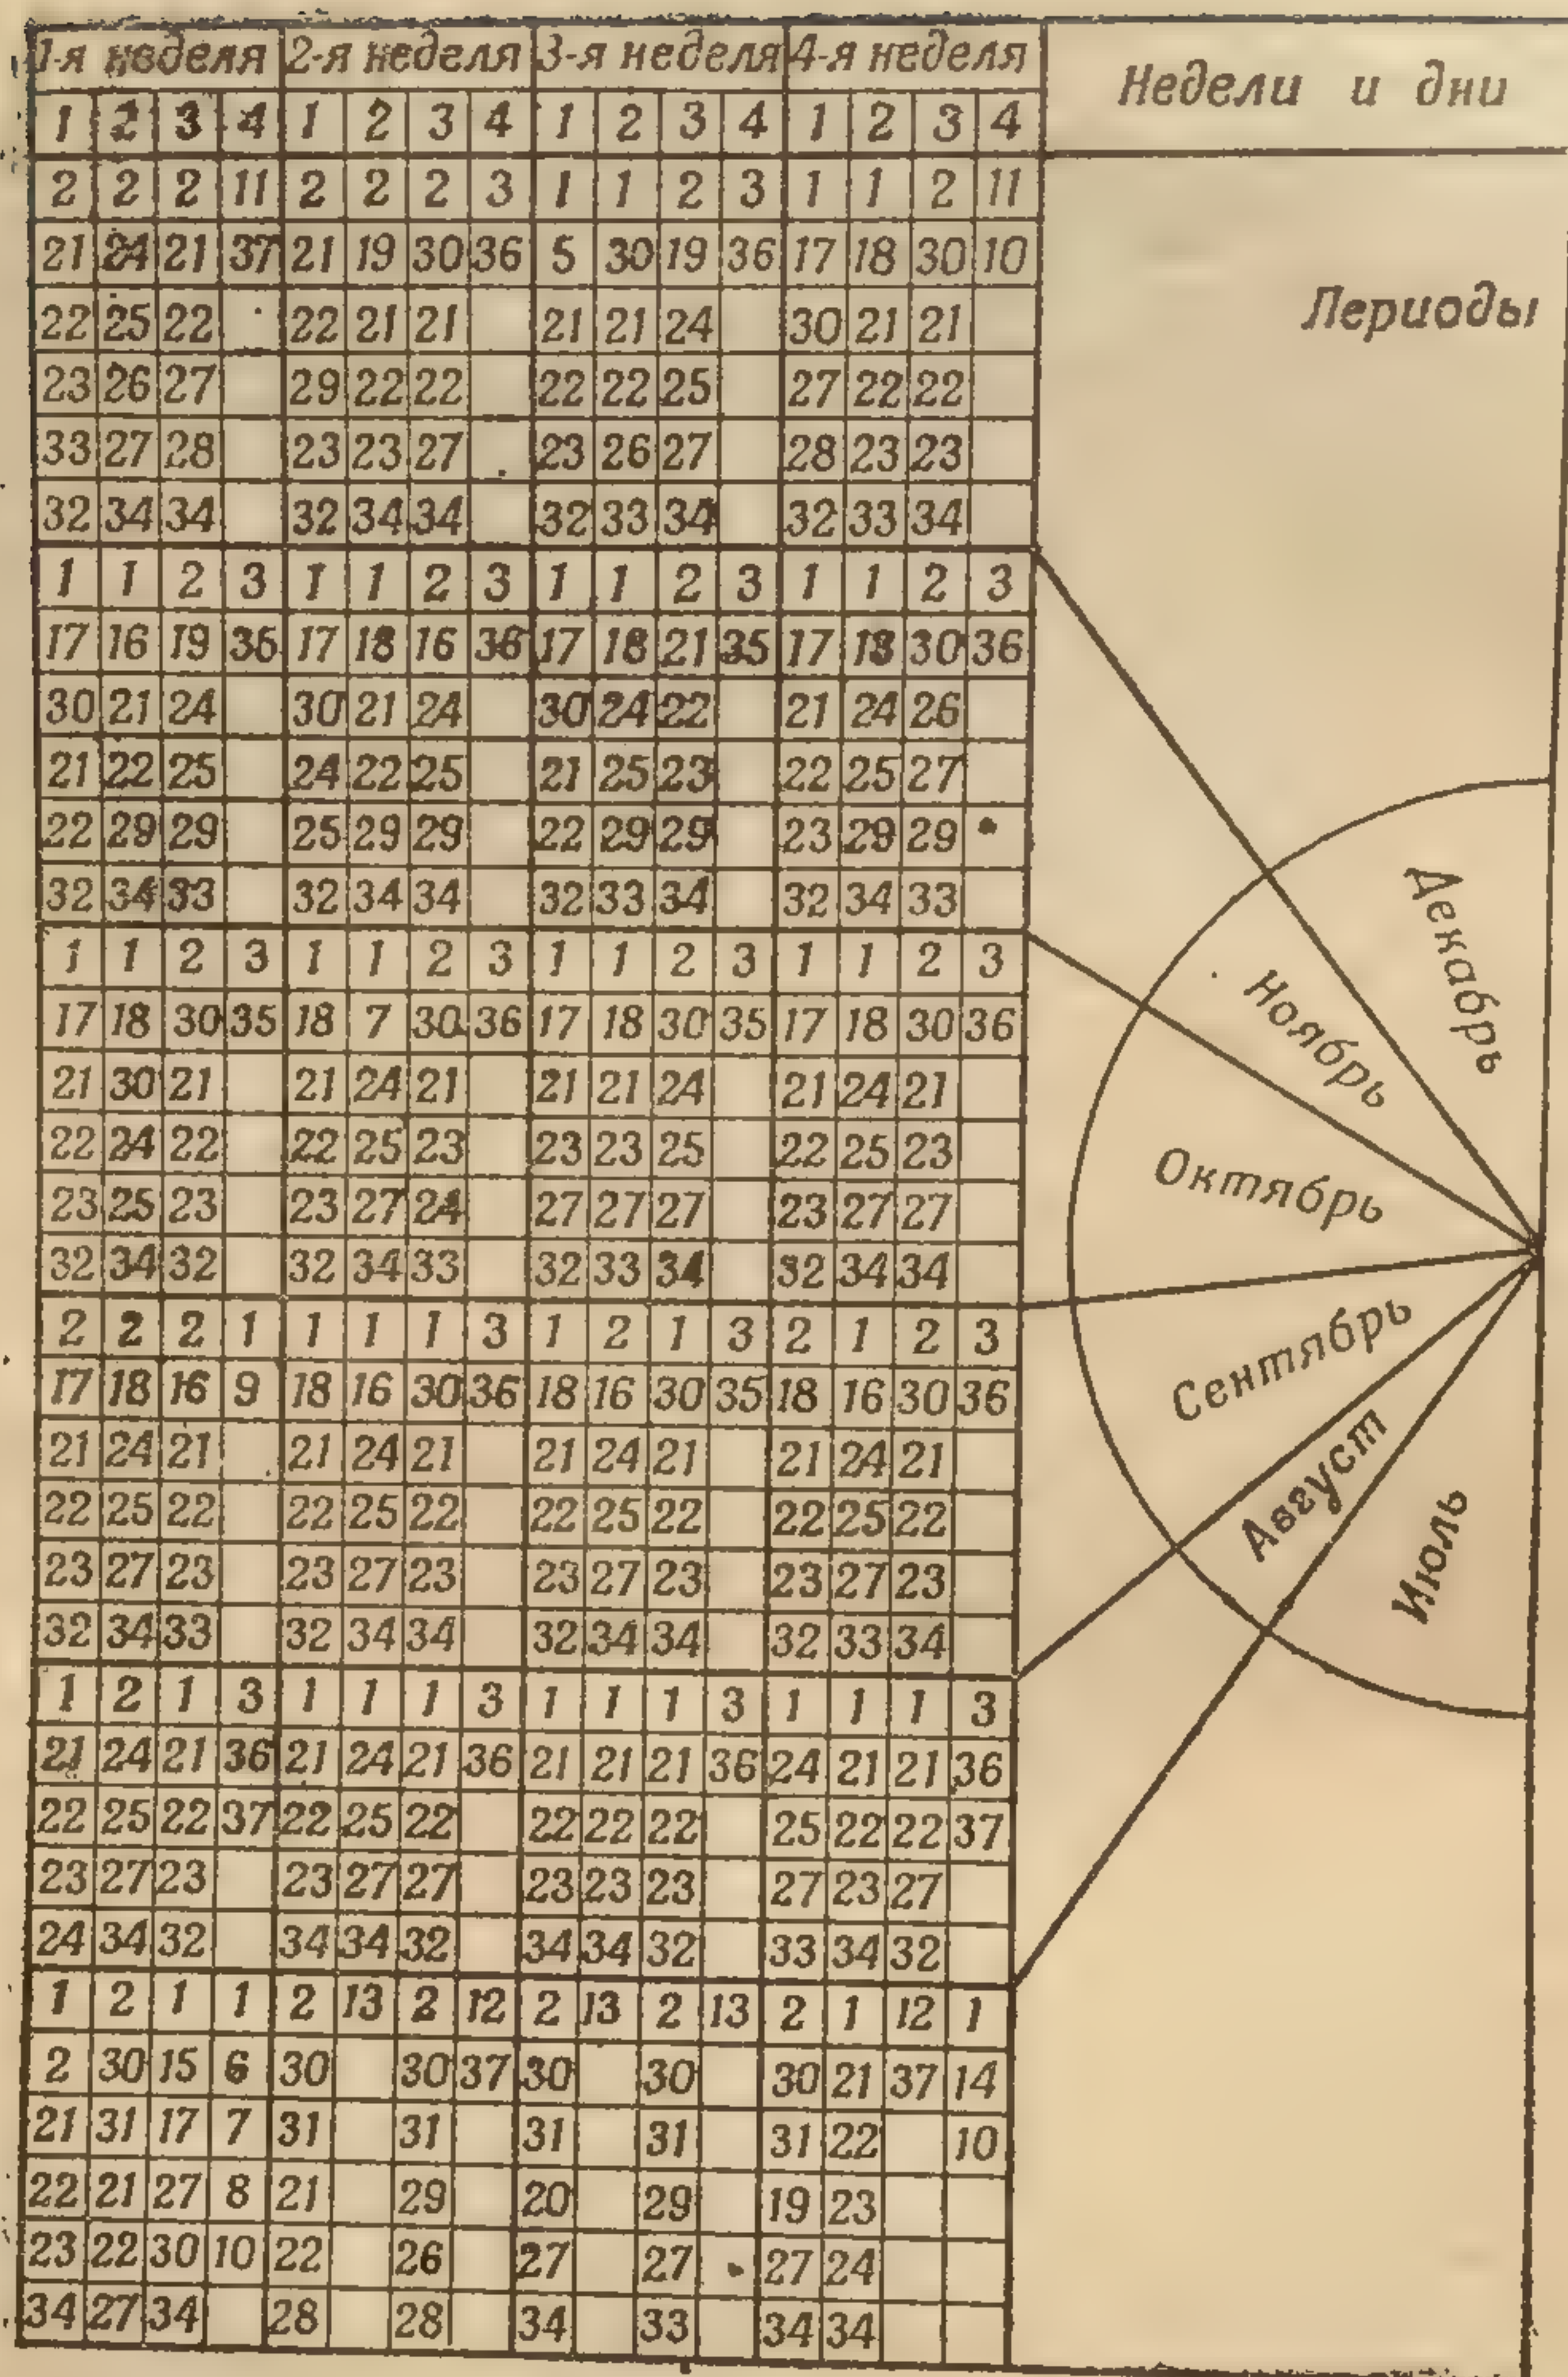 1-я неделя 2-я неделя 3-я неделя 4-я неделя Недели и дни
1 2 3 4 1 2 3 4 1 2 3 4 1 2 3 4
2 2 2 11 2 2 2 3 1 1 2 3 1 1 2 11
21 24 21 37 21 19 30 36 5 30 19 36 17 18 30 10
Периоды
22 25 22 22 21 21 21 21 24 30 21 21
23 26 27 29 22 22 22 22 25 27 22 22
33 27 28 23 23 27 23 26 27 28 23 23
32 34 34 32 34 34 32 33 34 32 33 34
1 1 2 3 1 1 2 3 1 1 2 3 1 1 2 3
17 16 19 36 17 18 16 36 17 18 21 35 17 18 30 36
30 21 24 30 21 24 30 24 22 21 24 26
21 22 25 24 22 25 21 25 23 22 25 27
22 29 29 25 29 29 22 29 29 23 29 29
32 34 33 32 34 34 32 33 34 32 34 33
Декабрь
1 1 2 3 1 1 2 3 1 1 2 3 1 1 2 3
17 18 30 35 18 7 30 36 17 18 30 35 17 18 30 36
Ноябрь
21 30 21 21 24 21 21 21 24 21 24 21
22 24 22 22 25 23 23 23 25 22 25 23
23 25 23 23 27 24 27 27 27 23 27 27
Октябрь
32 34 32 32 34 33 32 33 34 32 34 34
2 2 2 1 1 1 1 3 1 2 1 3 2 1 2 3
17 18 16 9 18 16 30 36 18 16 30 35 18 16 30 36
Сентябрь
21 24 21 21 24 21 21 24 21 21 24 21
22 25 22 22 25 22 22 25 22 22 25 22
Август
23 27 23 23 27 23 23 27 23 23 27 23
Июль
32 34 33 32 34 34 32 34 34 32 33 34
1 2 1 3 1 1 1 3 1 1 1 3 1 1 1 3
21 24 21 36 21 24 21 36 21 21 21 36 24 21 21 36
22 25 22 37 22 25 22 22 22 22 25 22 22 37
23 27 23 23 27 27 23 23 23 27 23 27
24 34 32 34 34 32 34 34 32 33 34 32
1 2 1 1 2 13 2 12 2 13 2 13 2 1 12 1
2 30 15 6 30 30 37 30 30 30 21 37 14
21 31 17 7 31 31 31 31 31 22 10
22 21 27 8 21 29 20 29 19 23
23 22 30 10 22 26 27 27 27 24
34 27 34 28 28 34 33 34 34